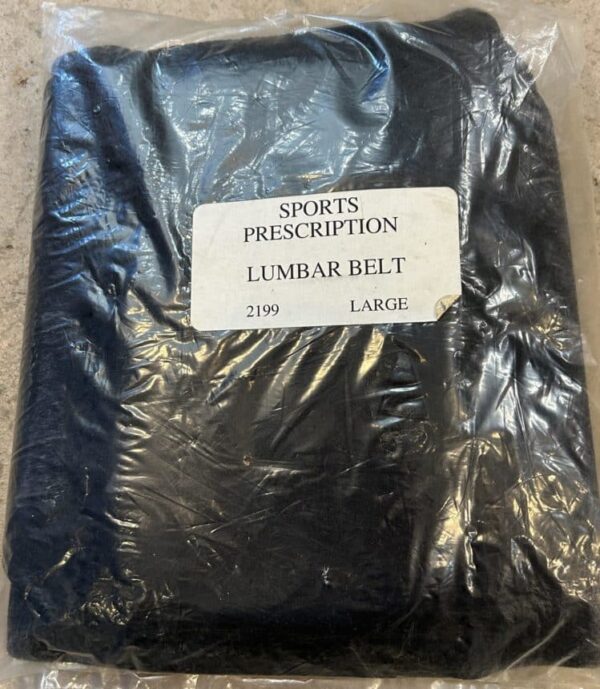 SPORTS
PRESCRIPTION
LUMBAR BELT
2199 LARGE